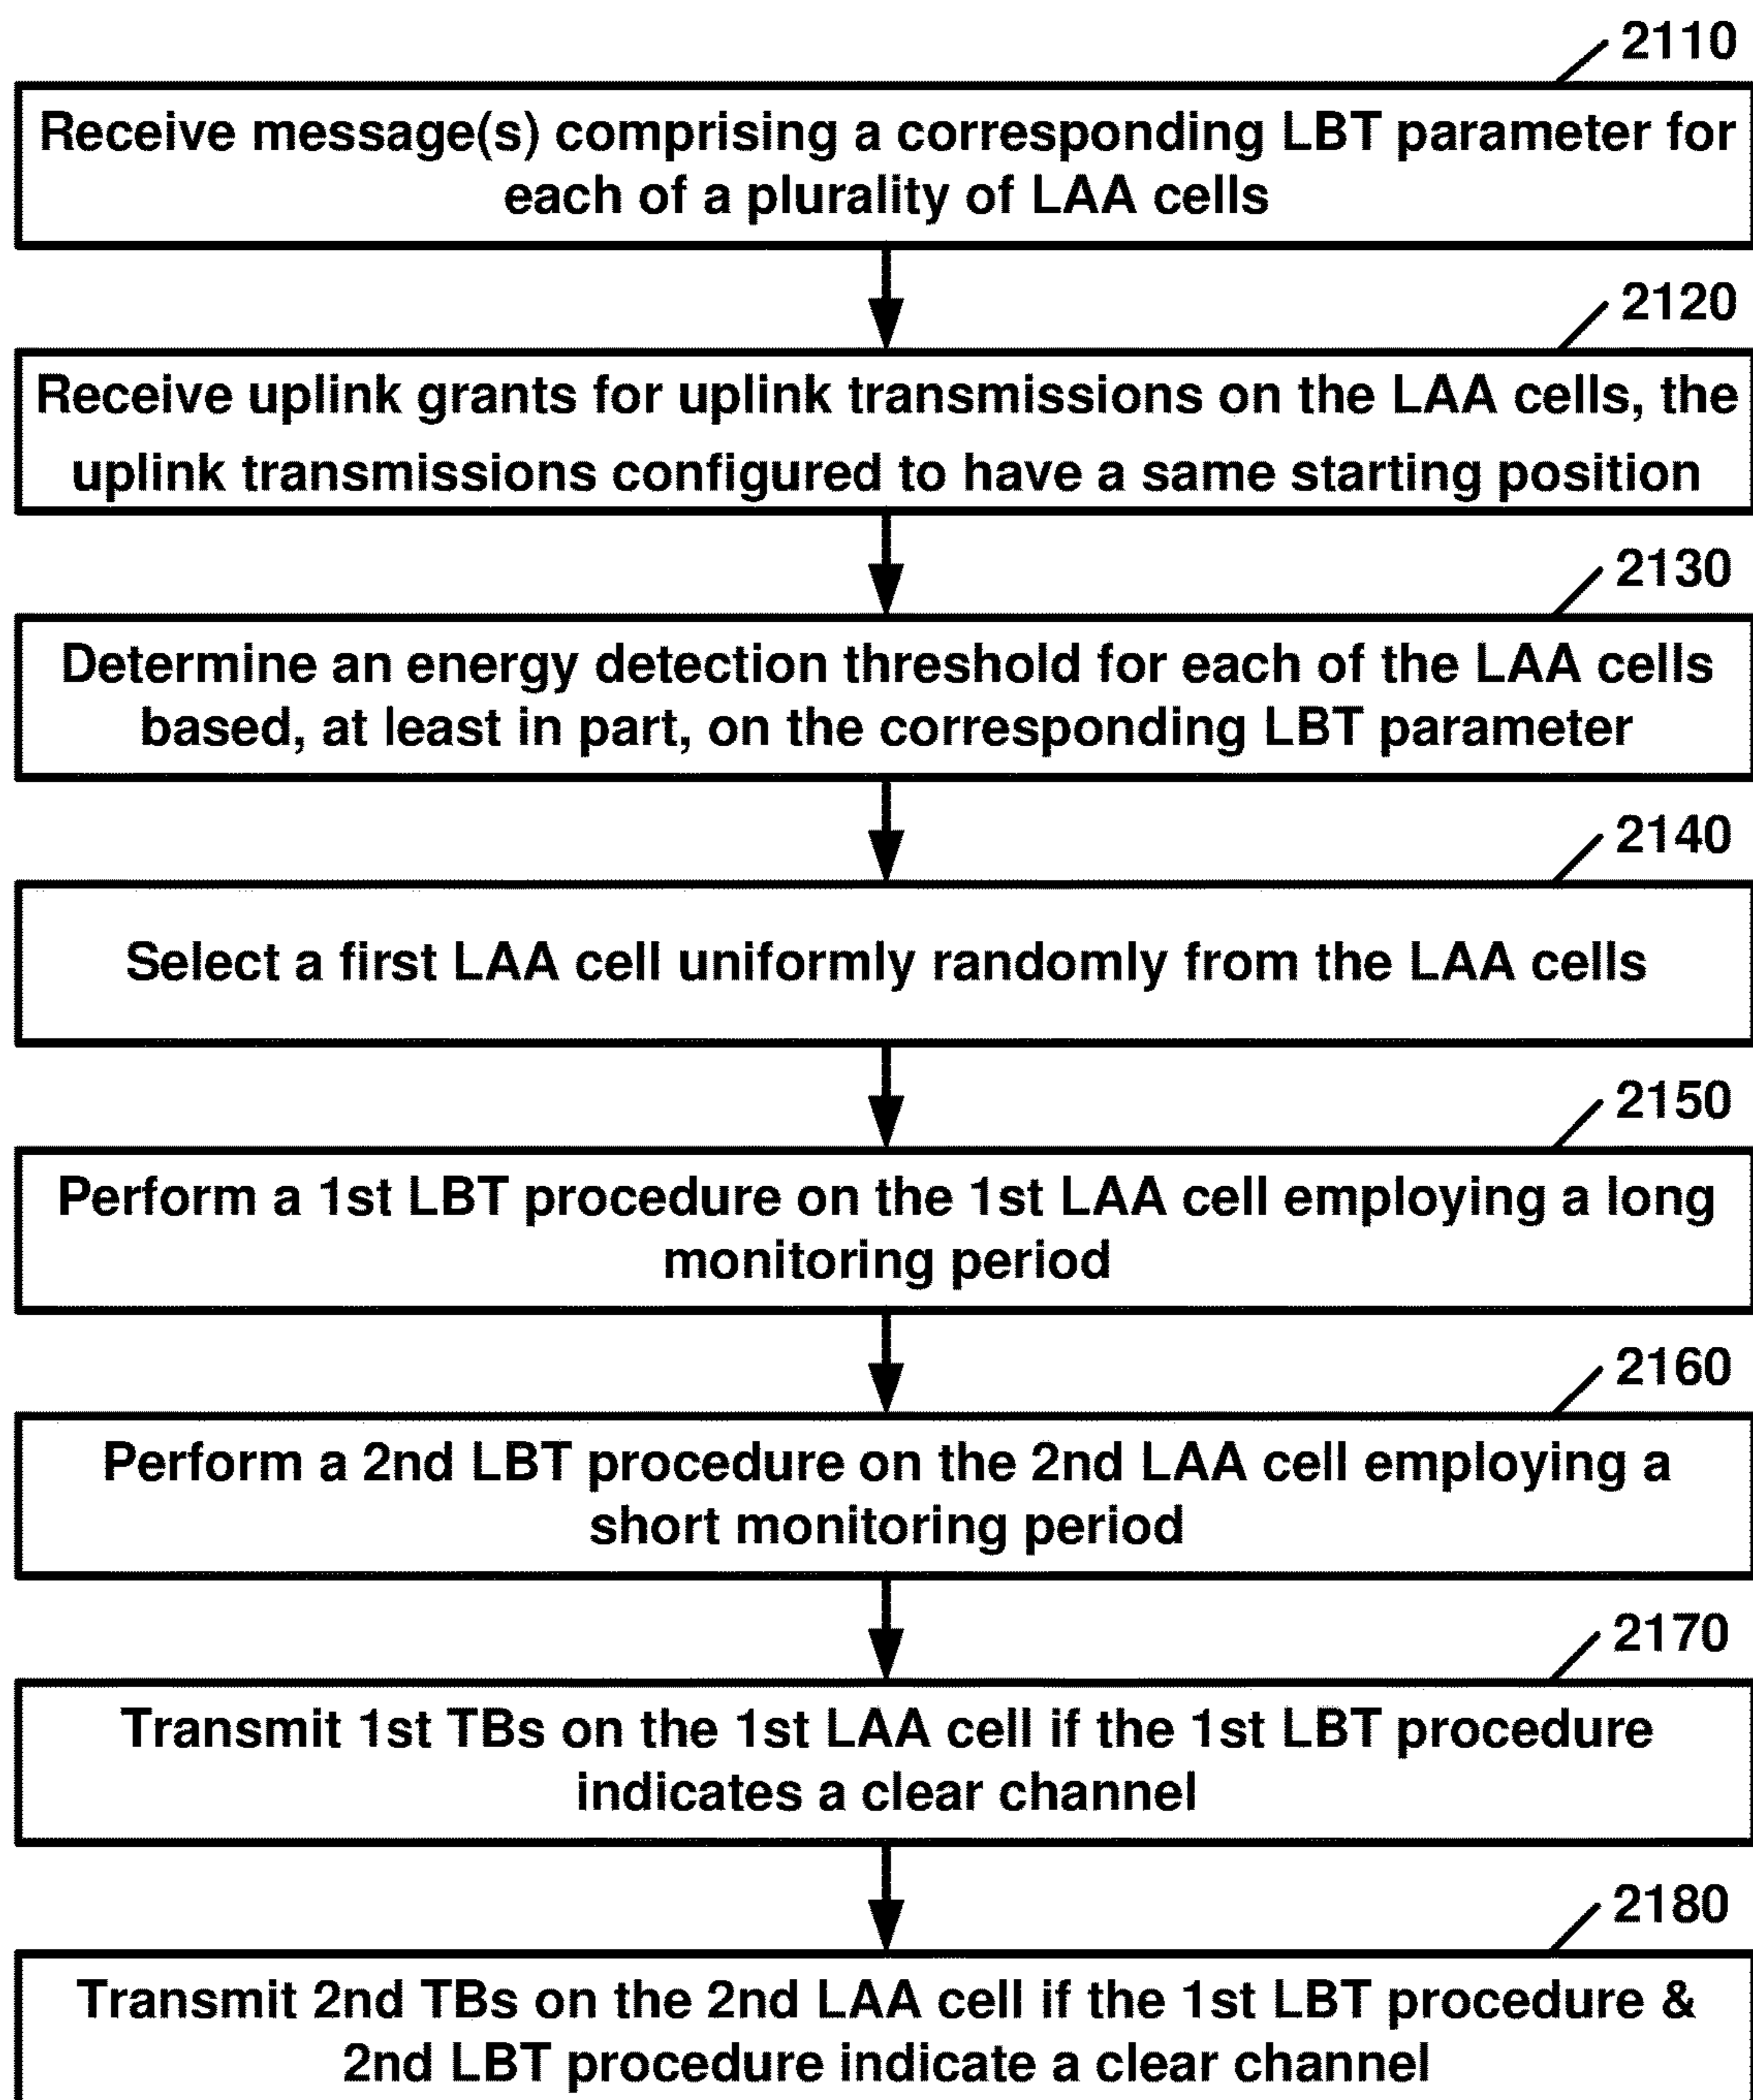 2110
Receive message(s) comprising a corresponding LBT parameter for
each of a plurality of LAA cells
2120
Receive uplink grants for uplink transmissions on the LAA cells, the
uplink transmissions configured to have a same starting position
2130
Determine an energy detection threshold for each of the LAA cells
based, at least in part, on the corresponding LBT parameter
2140
Select a first LAA cell uniformly randomly from the LAA cells
2150
Perform a 1st LBT procedure on the 1st LAA cell employing a long
monitoring period
2160
Perform a 2nd LBT procedure on the 2nd LAA cell employing a
short monitoring period
2170
Transmit 1st TBs on the 1st LAA cell if the 1st LBT procedure
indicates a clear channel
2180
Transmit 2nd TBs on the 2nd LAA cell if the 1st LBT procedure &
2nd LBT procedure indicate a clear channel